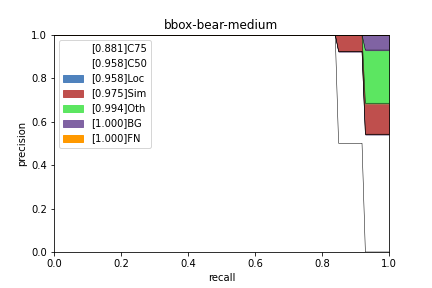 bbox-bear-medium
precision
1.0
0.8
0.6
0.4
0.2
0.0
[0.881]C75
[0.958]C50
[0.958]Loc
[0.975]Sim
[0.994]Oth
[1.000]BG
[1.000]FN
0.0 0.2 0.4 0.6 0.8 1.0
recall